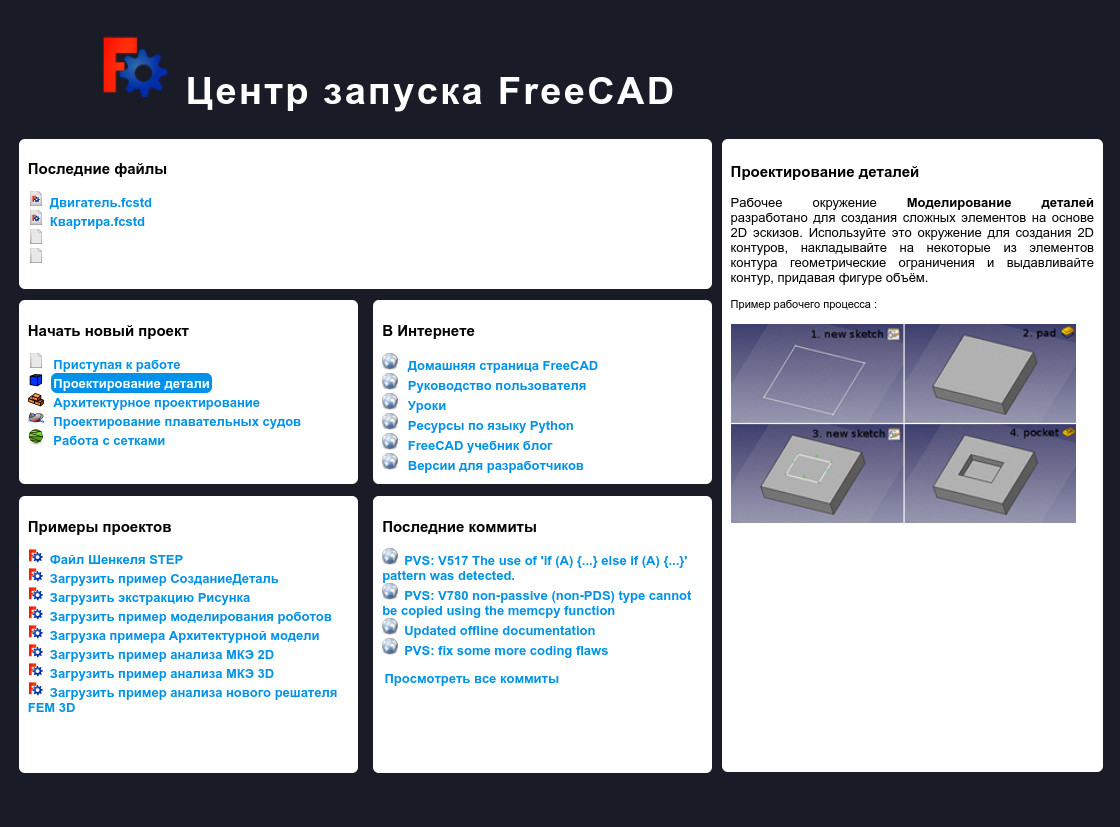 Центр запуска FreeCAD
Последние файлы
Двигатель.fcstd
Квартира.fcstd
Начать новый проект
Приступая к работе
Проектирование детали
Архитектурное проектирование
Проектирование плавательных судов
Работа с сетками
В Интернете
Домашняя страница FreeCAD
Руководство пользователя
Уроки
Ресурсы по языку Python
FreeCAD учебник блог
Версии для разработчиков
Примеры проектов
Файл Шенкеля STEP
Загрузить пример СозданиеДеталь
Загрузить экстракцию Рисунка
Загрузить пример моделирования роботов
Загрузка примера Архитектурной модели
Загрузить пример анализа МКЭ 2D
Загрузить пример анализа МКЭ 3D
Загрузить пример анализа нового решателя
FEM 3D
Последние коммиты
PVS: V517 The use of 'if (A) {...} else if (A) {...}'
pattern was detected.
PVS: V780 non-passive (non-PDS) type cannot
be copied using the memcpy function
Updated offline documentation
PVS: fix some more coding flaws
Просмотреть все коммиты
Проектирование деталей
Рабочее окружение Моделирование деталей
разработано для создания сложных элементов на основе
2D эскизов. Используйте это окружение для создания 2D
контуров, накладывайте на некоторые из элементов
контура геометрические ограничения и выдавливайте
контур, придавая фигуре объём.
Пример рабочего процесса :
1. new sketch
2. pad
3. new sketch
4. pocket